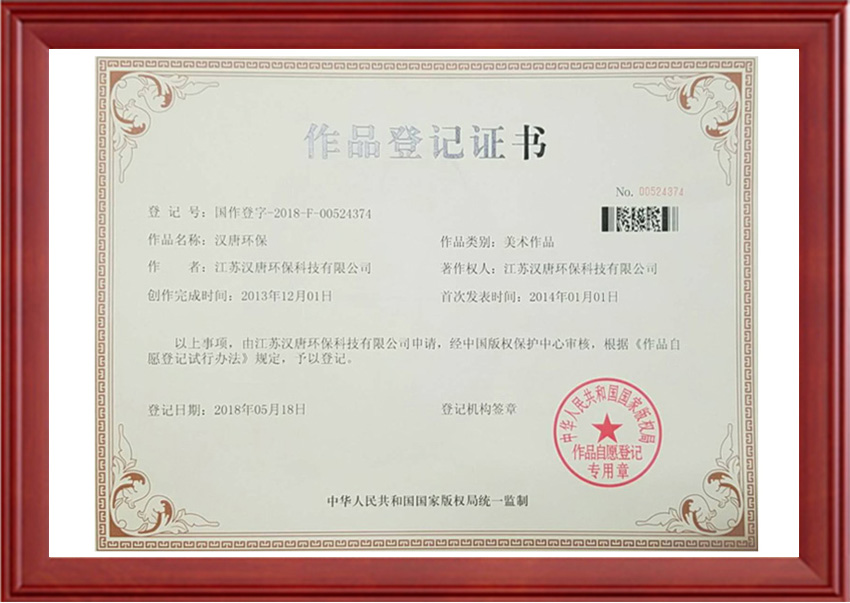 作品登记证书
No. 00524374
登 记 号：国作登字-2018-F-00524374
作品名称：汉唐环保
作品类别：美术作品
作 者：江苏汉唐环保科技有限公司
著作权人：江苏汉唐环保科技有限公司
创作完成时间：2013年12月01日
首次发表时间：2014年01月01日
以上事项，由江苏汉唐环保科技有限公司申请，经中国版权保护中心审核，根据《作品自
愿登记试行办法》规定，予以登记。
登记日期：2018年05月18日
登记机构签章
中华人民共和国国家版权局
作品自愿登记
专用章
中华人民共和国国家版权局统一监制